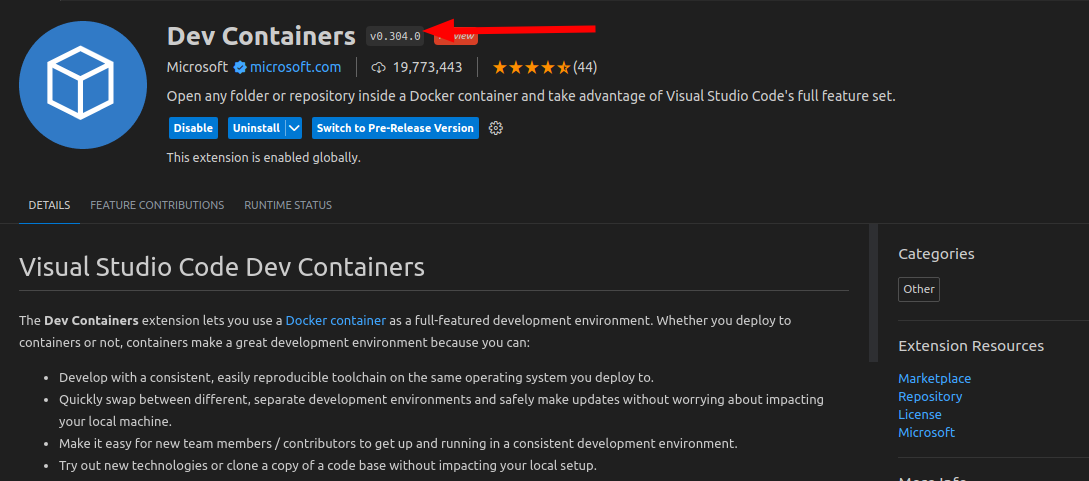 Dev Containers v0.304.0
Microsoft microsoft.com 19,773,443 (44)
Open any folder or repository inside a Docker container and take advantage of Visual Studio Code's full feature set.
Disable Uninstall Switch to Pre-Release Version
This extension is enabled globally.
DETAILS FEATURE CONTRIBUTIONS RUNTIME STATUS
Visual Studio Code Dev Containers
The Dev Containers extension lets you use a Docker container as a full-featured development environment. Whether you deploy to
containers or not, containers make a great development environment because you can:
• Develop with a consistent, easily reproducible toolchain on the same operating system you deploy to.
• Quickly swap between different, separate development environments and safely make updates without worrying about impacting
your local machine.
• Make it easy for new team members / contributors to get up and running in a consistent development environment.
• Try out new technologies or clone a copy of a code base without impacting your local setup.
Categories
Other
Extension Resources
Marketplace
Repository
License
Microsoft
More Info